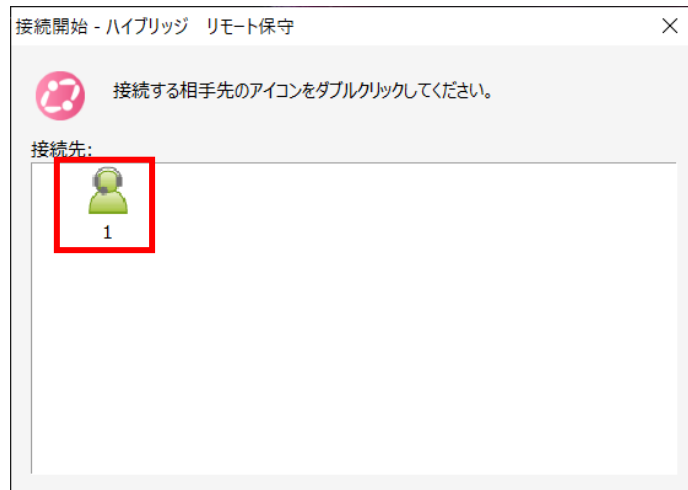 接続開始 - ハイブリッジ　リモート保守
接続する相手先のアイコンをダブルクリックしてください。
接続先:
1